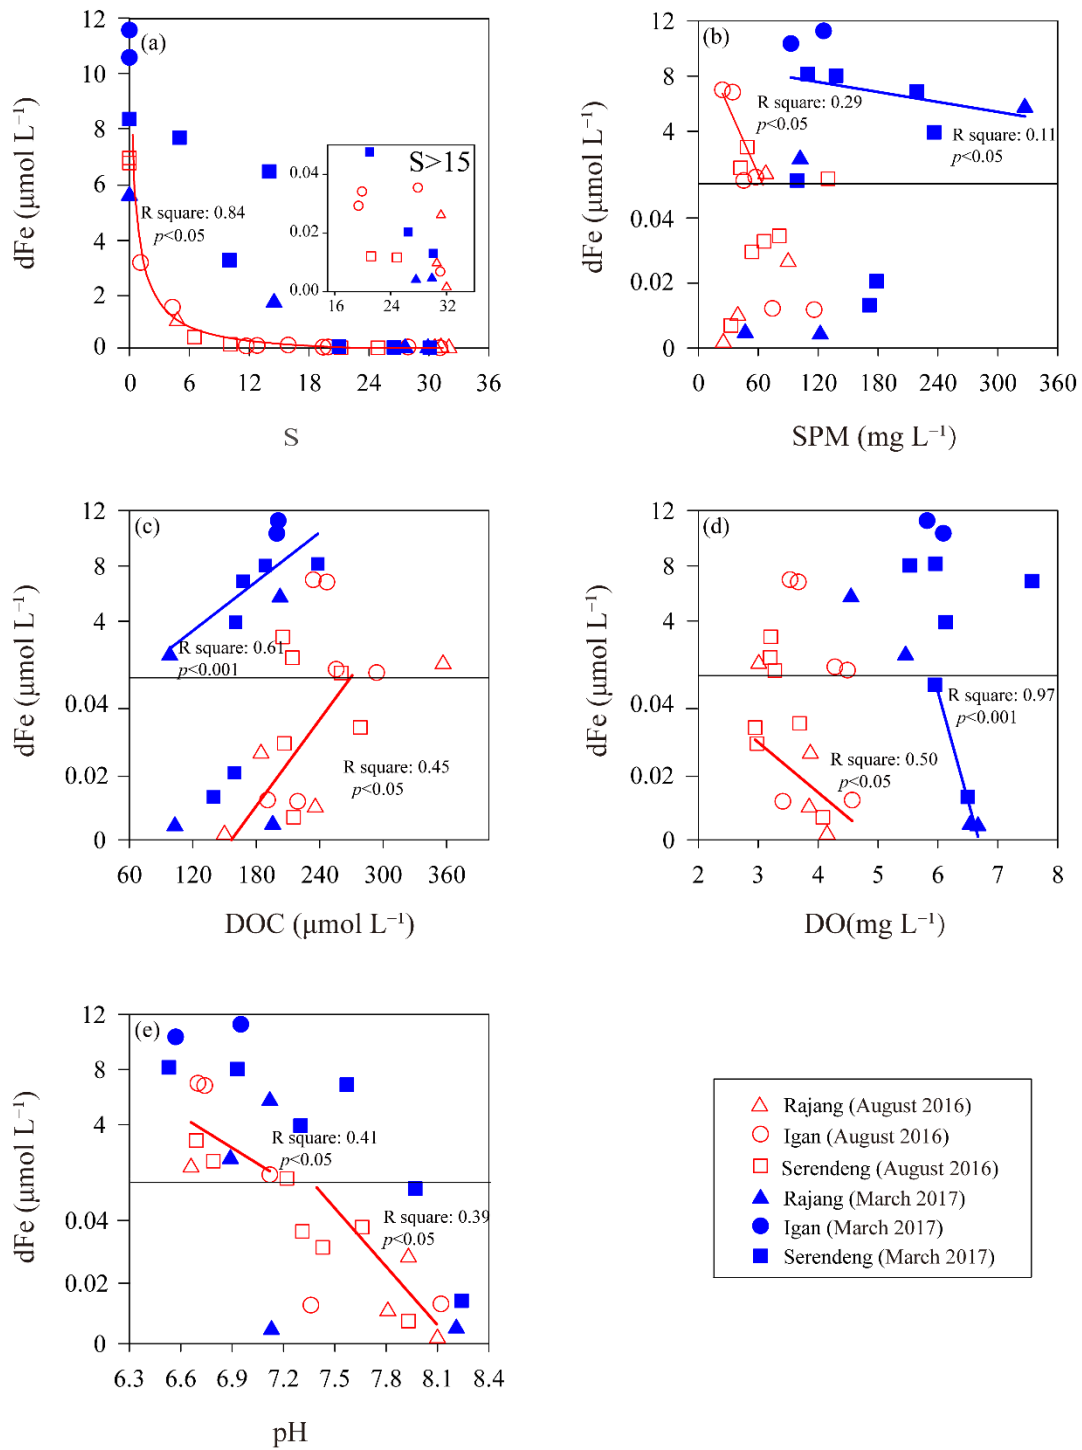 (a)
12
10
8
6
4
2
0
dFe (μmol L⁻¹)
R square: 0.84
p<0.05
S>15
0.04
0.02
0.00
16 24 32
0 6 12 18 24 30 36
S
(b)
12
8
4
0.04
0.02
0
dFe (μmol L⁻¹)
R square: 0.29
p<0.05
R square: 0.11
p<0.05
0 60 120 180 240 300 360
SPM (mg L⁻¹)
(c)
12
8
4
0.04
0.02
0
dFe (μmol L⁻¹)
R square: 0.61
p<0.001
R square: 0.45
p<0.05
60 120 180 240 300 360
DOC (μmol L⁻¹)
(d)
12
8
4
0.04
0.02
0
dFe (μmol L⁻¹)
R square: 0.97
p<0.001
R square: 0.50
p<0.05
2 3 4 5 6 7 8
DO(mg L⁻¹)
(e)
12
8
4
0.04
0.02
0
dFe (μmol L⁻¹)
R square: 0.41
p<0.05
R square: 0.39
p<0.05
6.3 6.6 6.9 7.2 7.5 7.8 8.1 8.4
pH
Rajang (August 2016)
Igan (August 2016)
Serendeng (August 2016)
Rajang (March 2017)
Igan (March 2017)
Serendeng (March 2017)